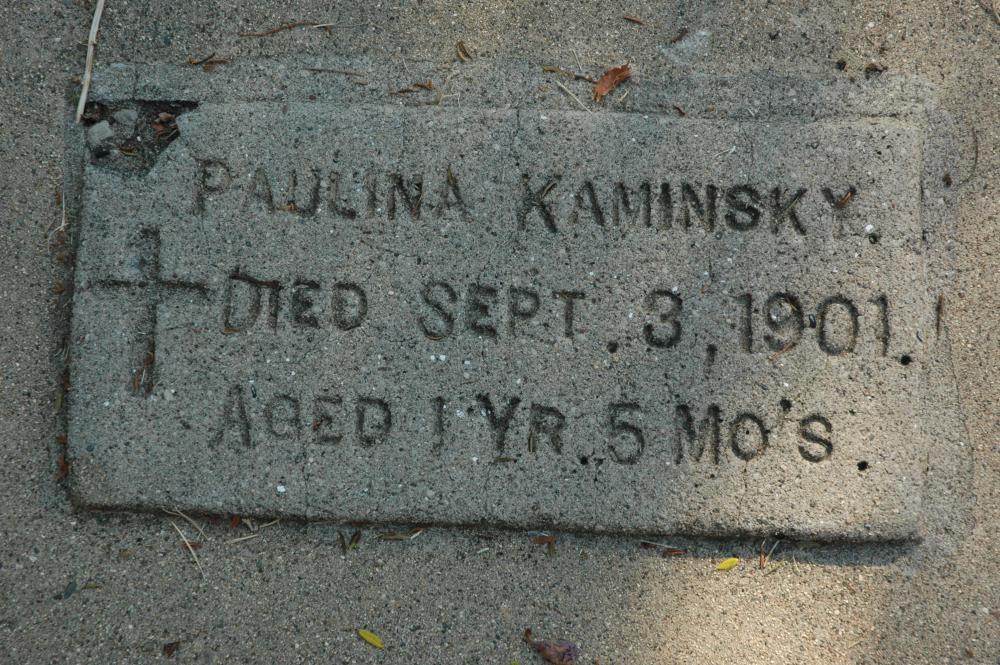 PAULINA KAMINSKY.
DIED SEPT. 3, 1901.
AGED 1 YR. 5 MO'S.